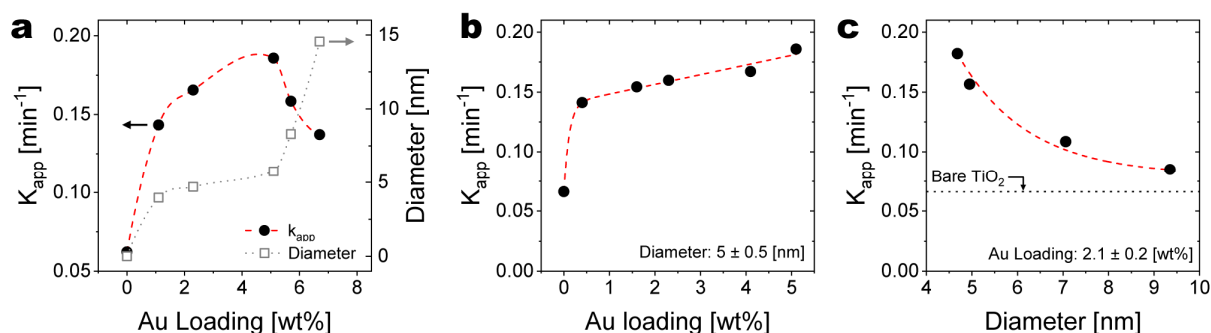 a
K_app [min⁻¹]
0.20
0.15
0.10
0.05
0 2 4 6 8
Au Loading [wt%]
15
10
5
0
Diameter [nm]
k_app
Diameter
b
K_app [min⁻¹]
0.20
0.15
0.10
0.05
0.00
0 1 2 3 4 5
Au loading [wt%]
Diameter: 5 ± 0.5 [nm]
c
K_app [min⁻¹]
0.20
0.15
0.10
0.05
0.00
4 5 6 7 8 9 10
Diameter [nm]
Bare TiO₂
Au Loading: 2.1 ± 0.2 [wt%]